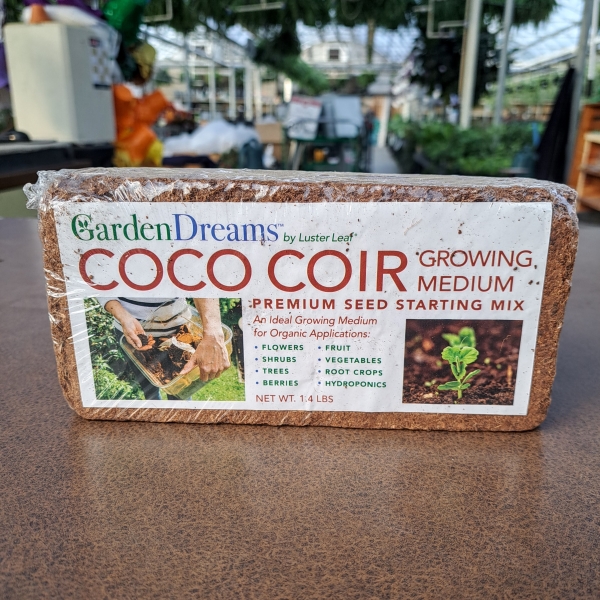 GardenDreams™ by Luster Leaf
COCO COIR GROWING MEDIUM
PREMIUM SEED STARTING MIX
An Ideal Growing Medium
for Organic Applications:
• FLOWERS • FRUIT
• SHRUBS • VEGETABLES
• TREES • ROOT CROPS
• BERRIES • HYDROPONICS
NET WT. 1.4 LBS